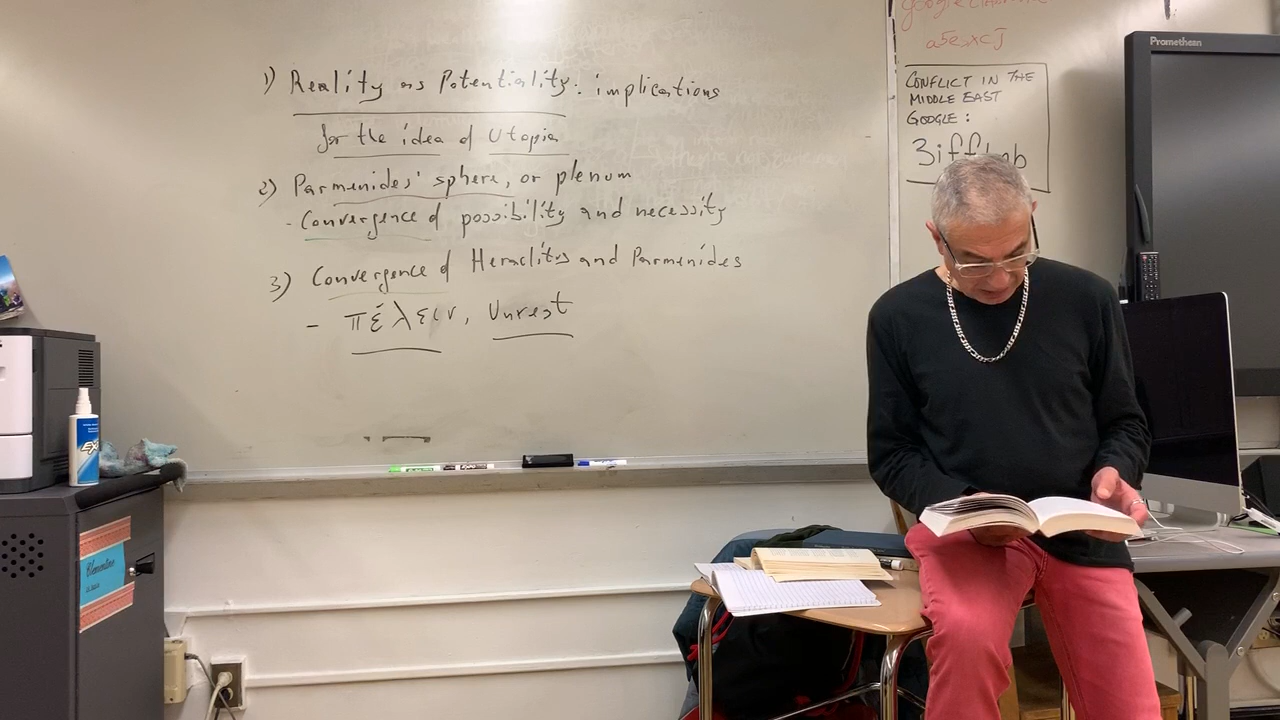 1) Reality as Potentiality: implications
for the idea of Utopia
2) Parmenides' sphere, or plenum
- Convergence of possibility and necessity
3) Convergence of Heraclitus and Parmenides
- πέλειν, Unrest
CONFLICT IN THE
MIDDLE EAST
GOOGLE:
Promethean
Clementine